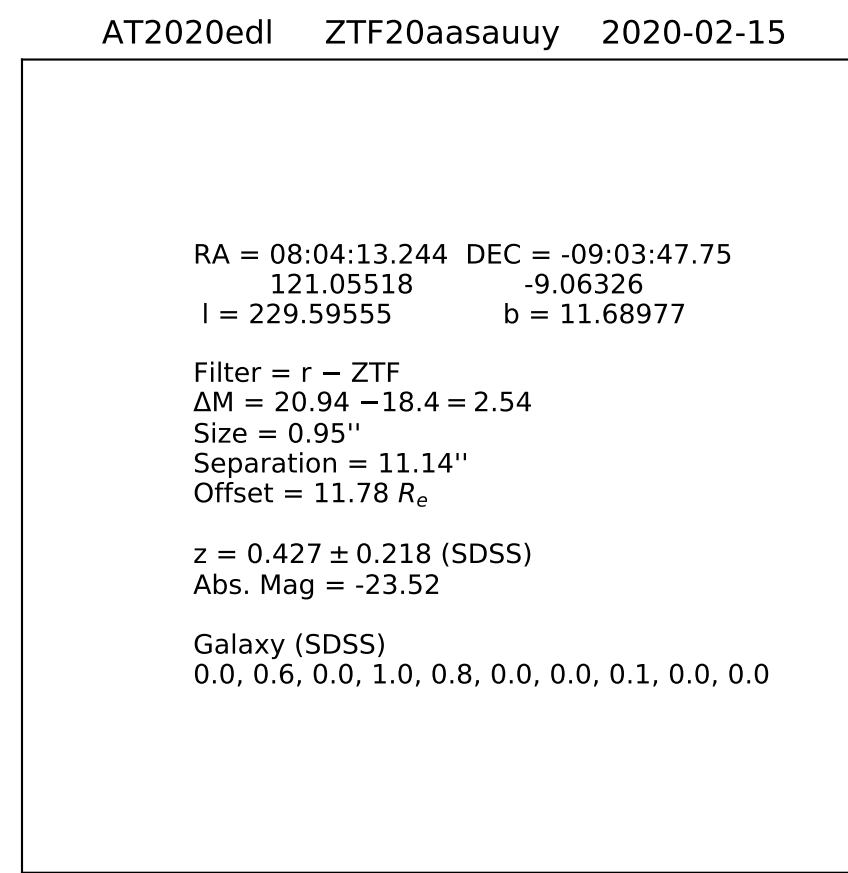 AT2020edl ZTF20aasauuy 2020-02-15
RA = 08:04:13.244 DEC = -09:03:47.75
121.05518 -9.06326
l = 229.59555 b = 11.68977
Filter = r − ZTF
ΔM = 20.94 −18.4 = 2.54
Size = 0.95''
Separation = 11.14''
Offset = 11.78 Rₑ
z = 0.427 ± 0.218 (SDSS)
Abs. Mag = -23.52
Galaxy (SDSS)
0.0, 0.6, 0.0, 1.0, 0.8, 0.0, 0.0, 0.1, 0.0, 0.0